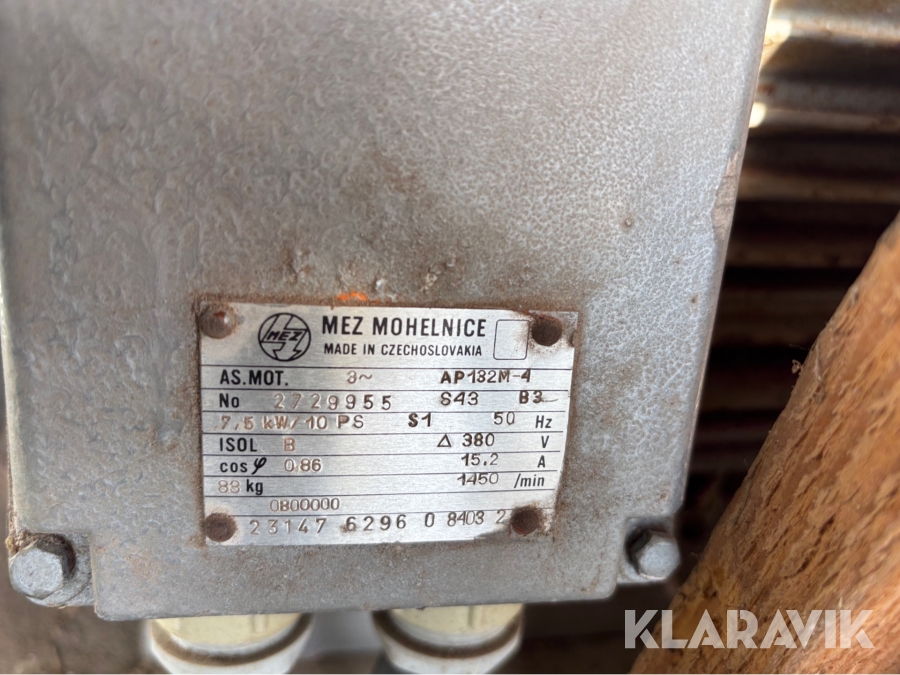 MEZ MEZ MOHELNICE
MADE IN CZECHOSLOVAKIA
AS.MOT. 3~ AP132M-4
No 2729955 S43 B3
7,5 kW/10 PS S1 50 Hz
ISOL B Δ 380 V
cos φ 0.86 15.2 A
88 kg 1450 /min
0800000
23147 6296 0 8403 2
KLARAVIK